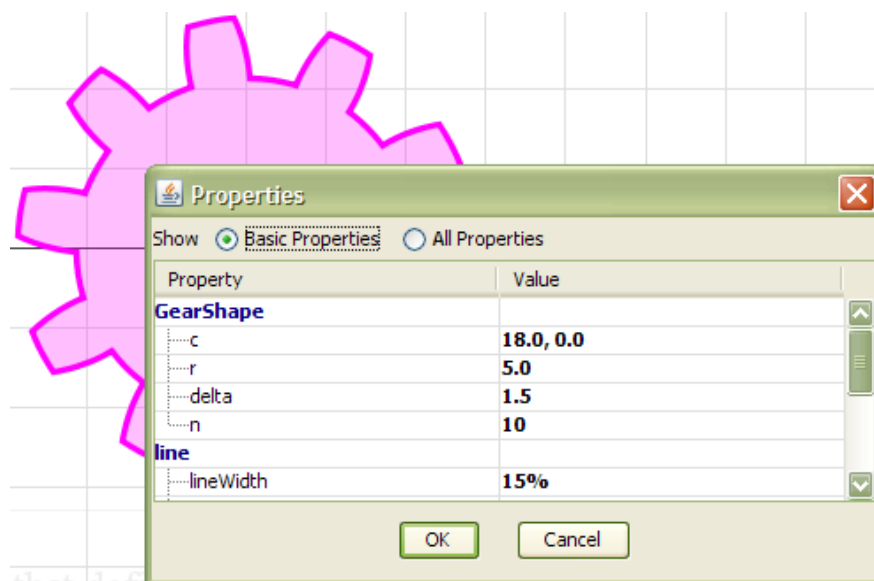 Properties
Show Basic Properties All Properties
Property Value
GearShape
c 18.0, 0.0
r 5.0
delta 1.5
n 10
line
lineWidth 15%
OK Cancel